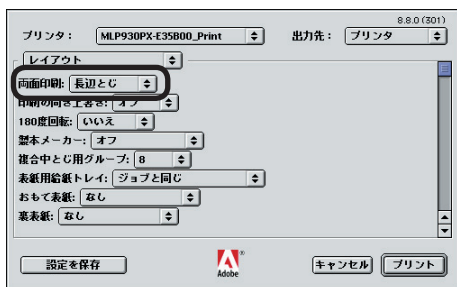 8.8.0 (301)
プリンタ： MLP930PX-E35B00_Print 出力先： プリンタ
レイアウト
両面印刷： 長辺とじ
印刷の向き上書き： オフ
180度回転： いいえ
製本メーカー： オフ
複合中とじ用グループ： 8
表紙用給紙トレイ： ジョブと同じ
おもて表紙： なし
裏表紙： なし
設定を保存 Adobe キャンセル プリント